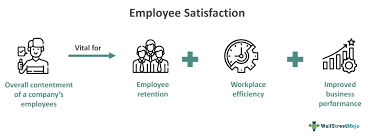 Employee Satisfaction
Vital for
Overall contentment
of a company's
employees
Employee
retention
Workplace
efficiency
Improved
business
performance
WallStreetMojo